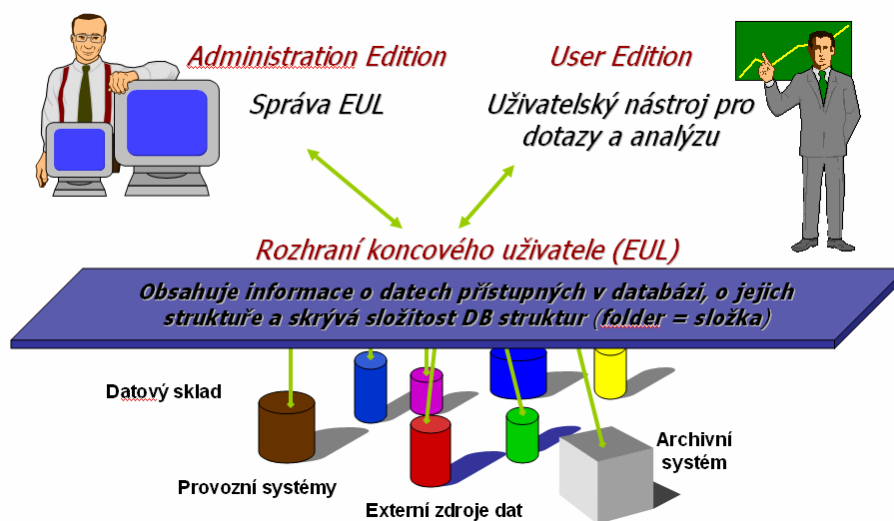 Administration Edition
Správa EUL
User Edition
Uživatelský nástroj pro
dotazy a analýzu
Rozhraní koncového uživatele (EUL)
Obsahuje informace o datech přístupných v databázi, o jejich
struktuře a skrývá složitost DB struktur (folder = složka)
Datový sklad
Provozní systémy
Externí zdroje dat
Archivní
systém